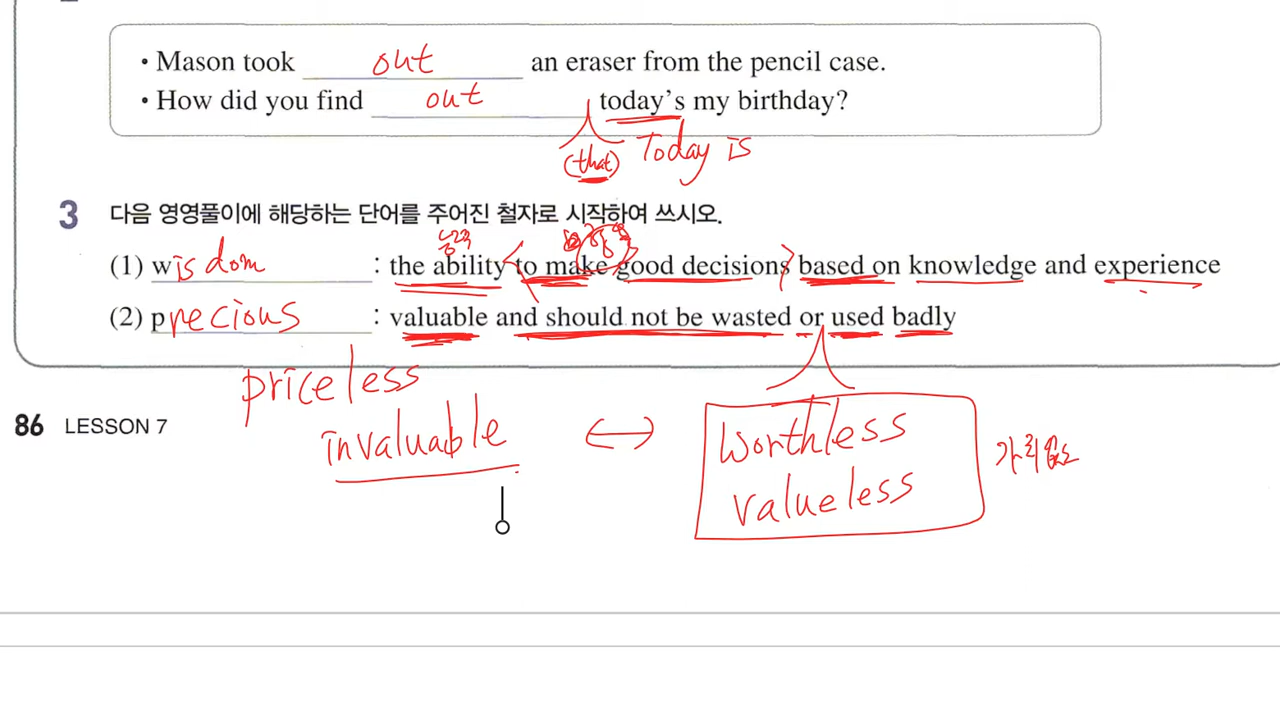 • Mason took out an eraser from the pencil case.
• How did you find out today's my birthday?
(that) Today is
3 다음 영영풀이에 해당하는 단어를 주어진 철자로 시작하여 쓰시오.
능력
(1) wisdom : the ability to make good decisions based on knowledge and experience
(2) precious : valuable and should not be wasted or used badly
priceless
86 LESSON 7
invaluable ↔ worthless
valueless